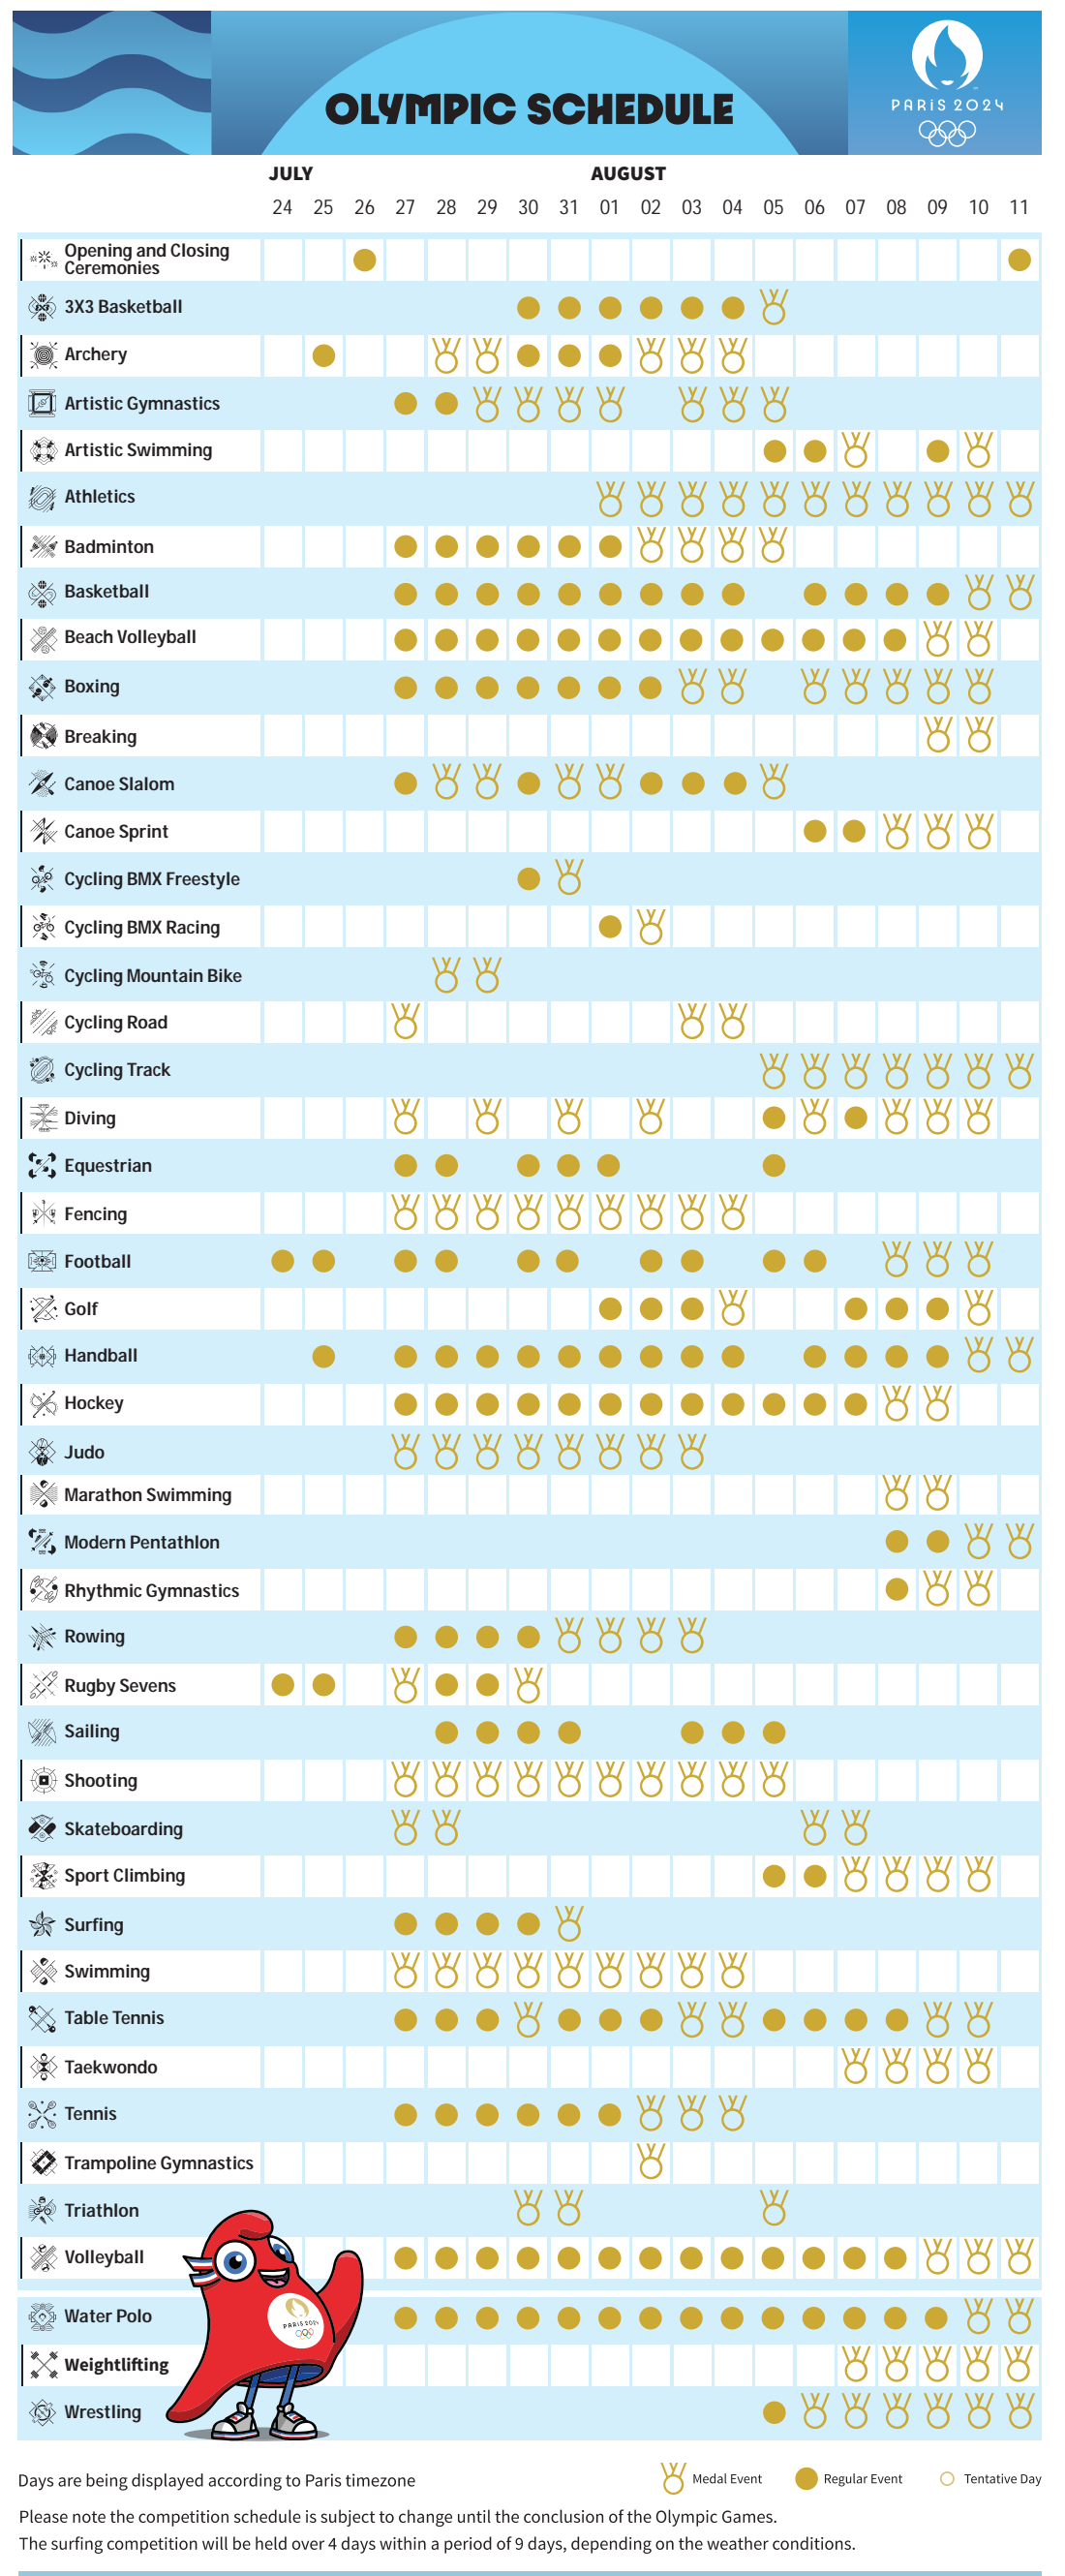 OLYMPIC SCHEDULE
PARIS 2024
JULY AUGUST
24 25 26 27 28 29 30 31 01 02 03 04 05 06 07 08 09 10 11
Opening and Closing
Ceremonies
3X3 Basketball
Archery
Artistic Gymnastics
Artistic Swimming
Athletics
Badminton
Basketball
Beach Volleyball
Boxing
Breaking
Canoe Slalom
Canoe Sprint
Cycling BMX Freestyle
Cycling BMX Racing
Cycling Mountain Bike
Cycling Road
Cycling Track
Diving
Equestrian
Fencing
Football
Golf
Handball
Hockey
Judo
Marathon Swimming
Modern Pentathlon
Rhythmic Gymnastics
Rowing
Rugby Sevens
Sailing
Shooting
Skateboarding
Sport Climbing
Surfing
Swimming
Table Tennis
Taekwondo
Tennis
Trampoline Gymnastics
Triathlon
Volleyball
Water Polo
PARIS 2024
Weightlifting
Wrestling
Days are being displayed according to Paris timezone
Medal Event Regular Event Tentative Day
Please note the competition schedule is subject to change until the conclusion of the Olympic Games.
The surfing competition will be held over 4 days within a period of 9 days, depending on the weather conditions.